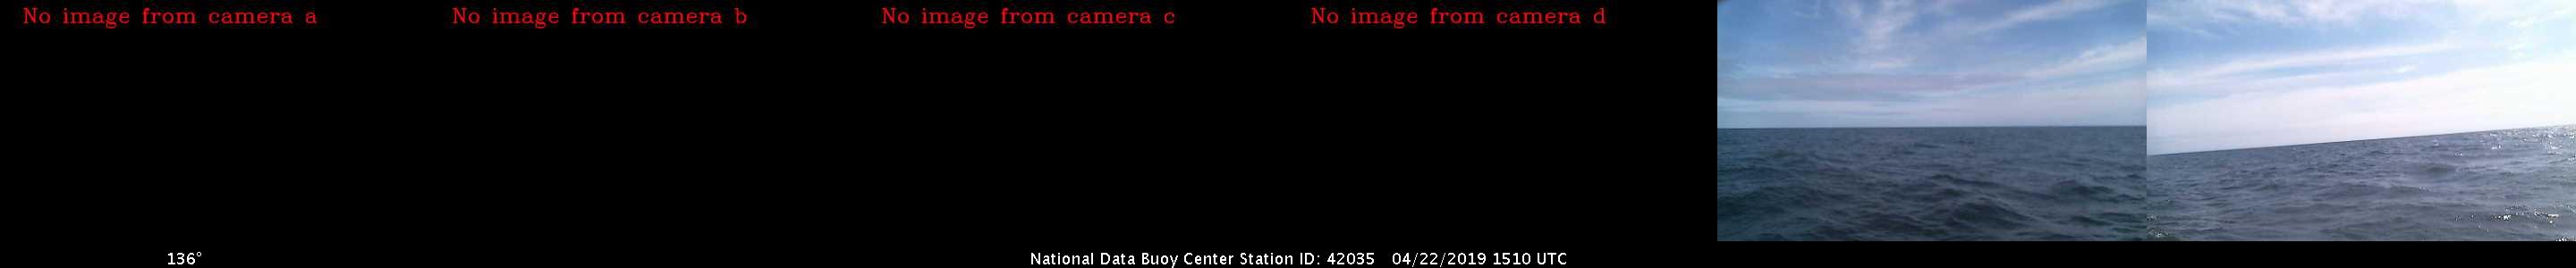 No image from camera a
No image from camera b
No image from camera c
No image from camera d
136°
National Data Buoy Center Station ID: 42035 04/22/2019 1510 UTC